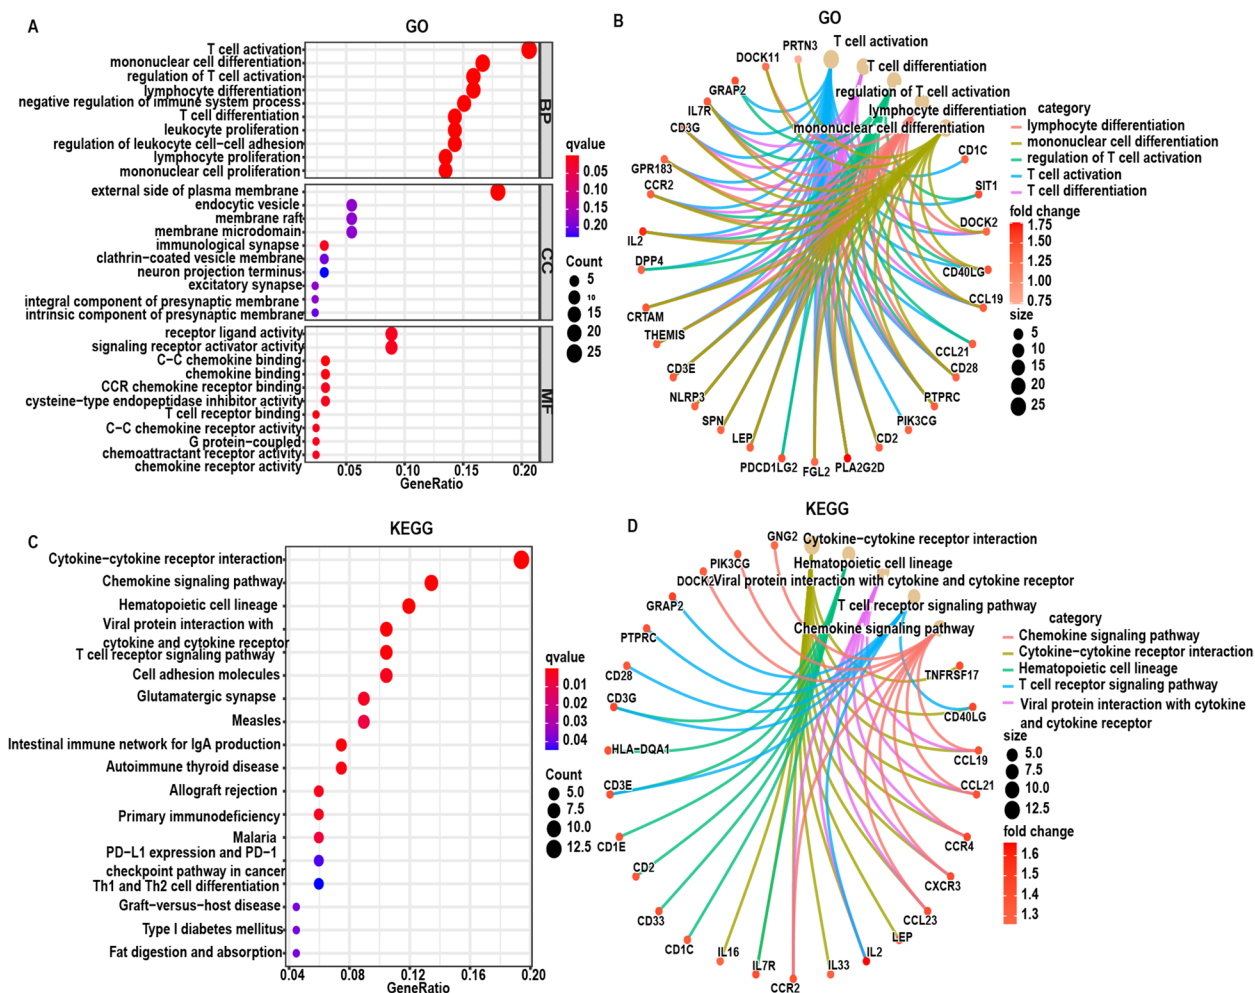 A
GO
T cell activation
mononuclear cell differentiation
regulation of T cell activation
lymphocyte differentiation
negative regulation of immune system process
T cell differentiation
leukocyte proliferation
regulation of leukocyte cell−cell adhesion
lymphocyte proliferation
mononuclear cell proliferation
BP
external side of plasma membrane
endocytic vesicle
membrane raft
membrane microdomain
immunological synapse
clathrin−coated vesicle membrane
neuron projection terminus
excitatory synapse
integral component of presynaptic membrane
intrinsic component of presynaptic membrane
CC
receptor ligand activity
signaling receptor activator activity
C−C chemokine binding
chemokine binding
CCR chemokine receptor binding
cysteine−type endopeptidase inhibitor activity
T cell receptor binding
C−C chemokine receptor activity
G protein−coupled
chemoattractant receptor activity
chemokine receptor activity
MF
0.05 0.10 0.15 0.20
GeneRatio
qvalue
0.05
0.10
0.15
0.20
Count
5
10
15
20
25
B
GO
PRTN3
T cell activation
DOCK11
T cell differentiation
GRAP2
regulation of T cell activation
IL7R
lymphocyte differentiation
CD3G
mononuclear cell differentiation
GPR183
CD1C
CCR2
SIT1
IL2
DOCK2
DPP4
CD40LG
CRTAM
CCL19
THEMIS
CCL21
CD3E
CD28
NLRP3
PTPRC
SPN
PIK3CG
LEP
CD2
PDCD1LG2
FGL2
PLA2G2D
category
lymphocyte differentiation
mononuclear cell differentiation
regulation of T cell activation
T cell activation
T cell differentiation
fold change
1.75
1.50
1.25
1.00
0.75
size
5
10
15
20
25
C
KEGG
Cytokine−cytokine receptor interaction
Chemokine signaling pathway
Hematopoietic cell lineage
Viral protein interaction with
cytokine and cytokine receptor
T cell receptor signaling pathway
Cell adhesion molecules
Glutamatergic synapse
Measles
Intestinal immune network for IgA production
Autoimmune thyroid disease
Allograft rejection
Primary immunodeficiency
Malaria
PD−L1 expression and PD−1
checkpoint pathway in cancer
Th1 and Th2 cell differentiation
Graft−versus−host disease
Type I diabetes mellitus
Fat digestion and absorption
0.04 0.08 0.12 0.16 0.20
GeneRatio
qvalue
0.01
0.02
0.03
0.04
Count
5.0
7.5
10.0
12.5
D
KEGG
GNG2
Cytokine−cytokine receptor interaction
PIK3CG
Hematopoietic cell lineage
DOCK2
Viral protein interaction with cytokine and cytokine receptor
GRAP2
T cell receptor signaling pathway
PTPRC
Chemokine signaling pathway
CD28
TNFRSF17
CD3G
CD40LG
HLA−DQA1
CCL19
CD3E
CCL21
CD1E
CCR4
CD2
CXCR3
CD33
CCL23
CD1C
LEP
IL16
IL2
IL7R
IL33
CCR2
category
Chemokine signaling pathway
Cytokine−cytokine receptor interaction
Hematopoietic cell lineage
T cell receptor signaling pathway
Viral protein interaction with cytokine
and cytokine receptor
size
5.0
7.5
10.0
12.5
fold change
1.6
1.5
1.4
1.3